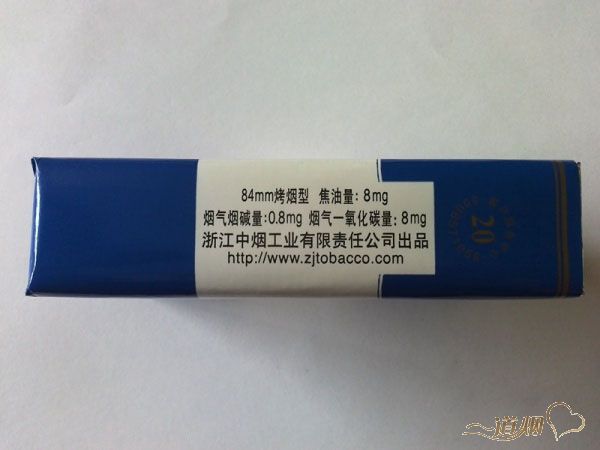 84mm烤烟型 焦油量：8mg
烟气烟碱量：0.8mg 烟气一氧化碳量：8mg
浙江中烟工业有限责任公司出品
http://www.zjtobacco.com
20